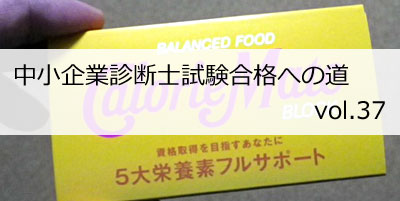 BALANCED FOOD
中小企業診断士試験合格への道
CalorieMate
vol.37
資格取得を目指すあなたに
5大栄養素フルサポート